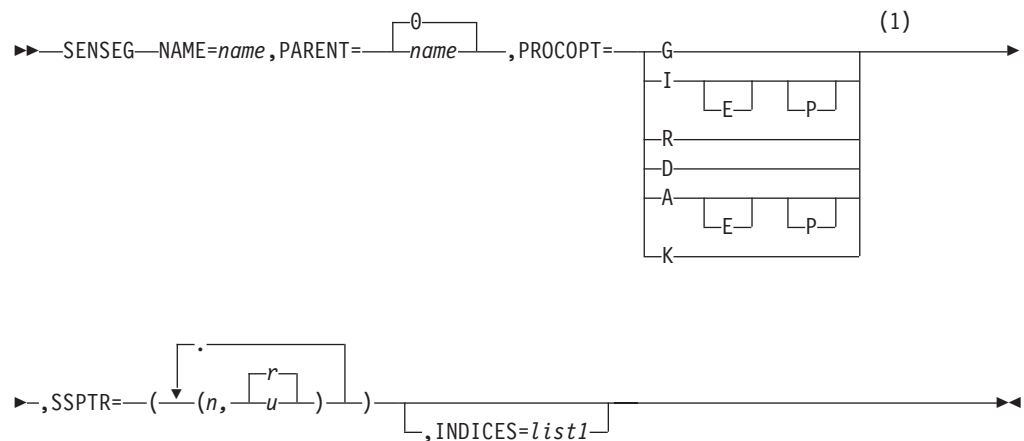 0 (1)
SENSEG NAME=name,PARENT= name ,PROCOPT= G
I
E P
R
D
A
E P
K
.
r
,SSPTR= ( (n, u ) )
,INDICES=list1